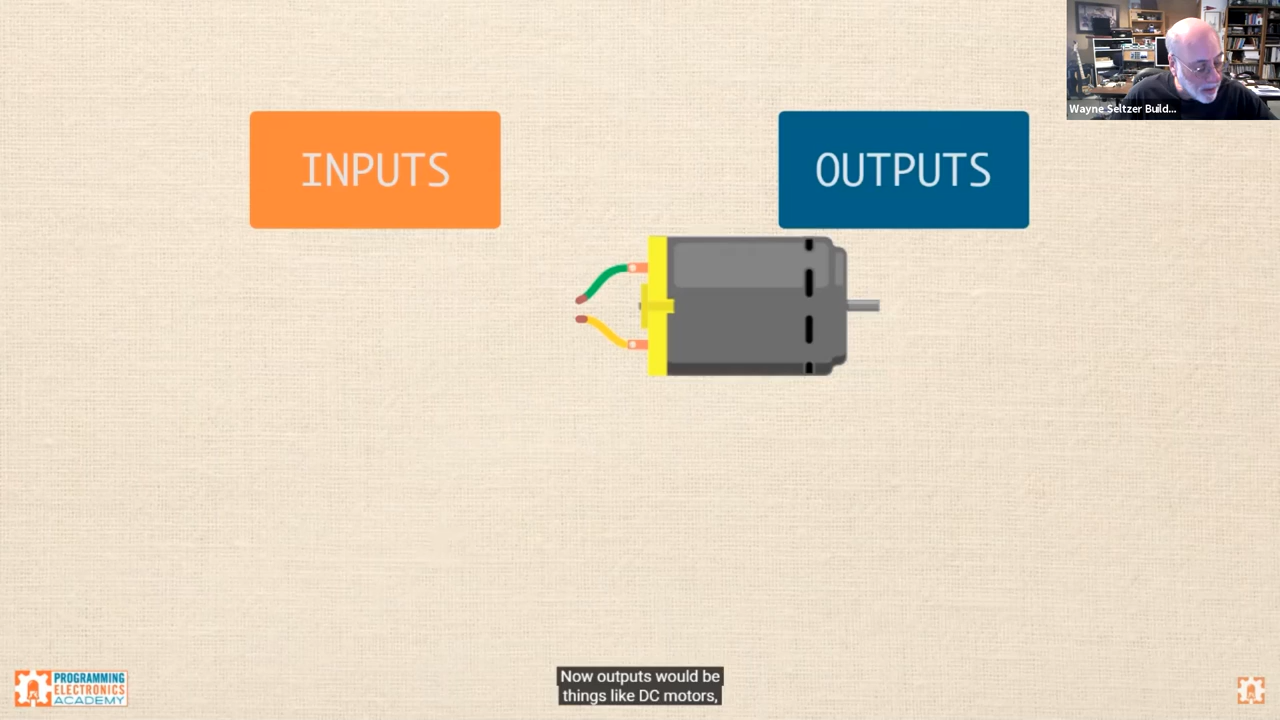 Wayne Seltzer Build...
INPUTS
OUTPUTS
PROGRAMMING
ELECTRONICS
ACADEMY
Now outputs would be
things like DC motors,